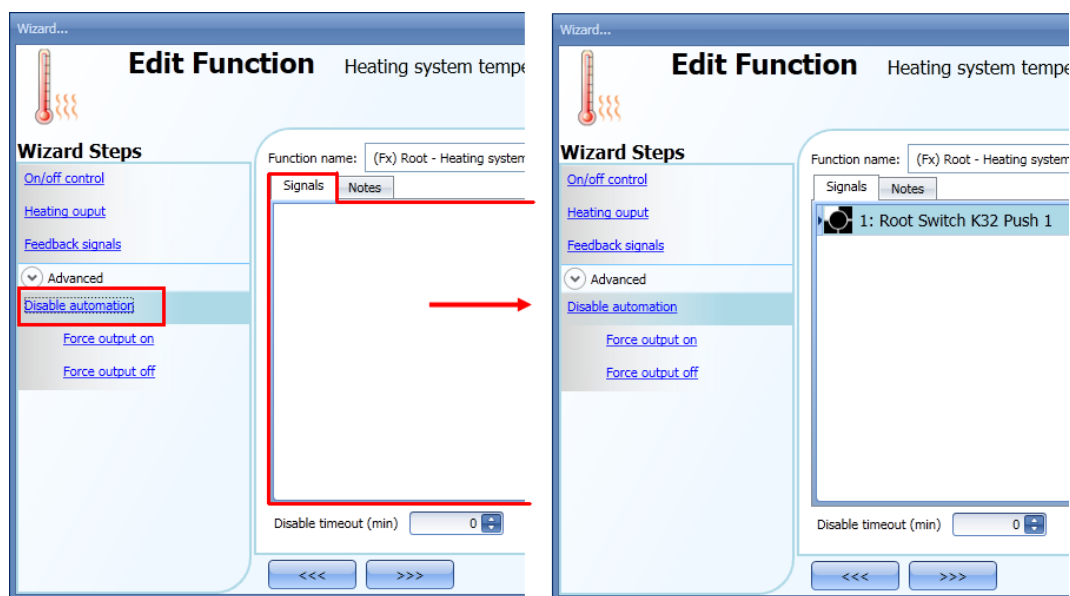 Wizard...
Edit Function Heating system tempe
Wizard Steps
On/off control
Heating ouput
Feedback signals
Advanced
Disable automation
Force output on
Force output off
Function name: (Fx) Root - Heating system
Signals Notes
Disable timeout (min) 0
<<< >>>
Wizard...
Edit Function Heating system tempe
Wizard Steps
On/off control
Heating ouput
Feedback signals
Advanced
Disable automation
Force output on
Force output off
Function name: (Fx) Root - Heating system
Signals Notes
1: Root Switch K32 Push 1
Disable timeout (min) 0
<<< >>>